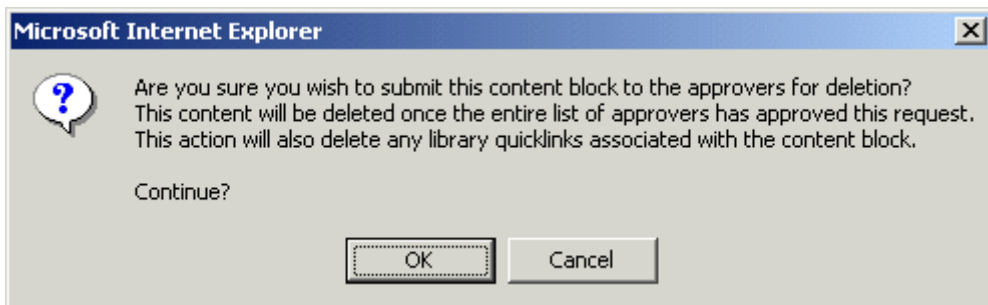 Microsoft Internet Explorer
Are you sure you wish to submit this content block to the approvers for deletion?
This content will be deleted once the entire list of approvers has approved this request.
This action will also delete any library quicklinks associated with the content block.
Continue?
OK
Cancel